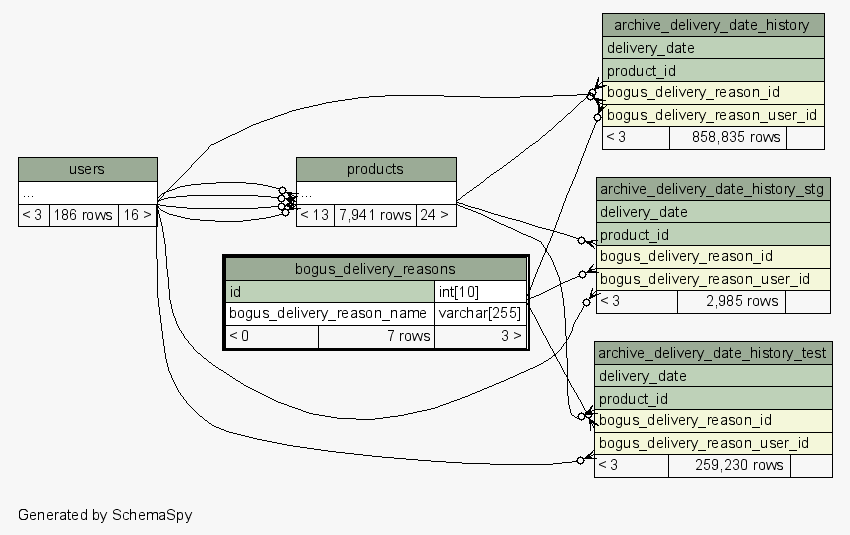 archive_delivery_date_history
delivery_date
product_id
bogus_delivery_reason_id
bogus_delivery_reason_user_id
< 3 858,835 rows
users
...
< 3 186 rows 16 >
products
...
< 13 7,941 rows 24 >
archive_delivery_date_history_stg
delivery_date
product_id
bogus_delivery_reason_id
bogus_delivery_reason_user_id
< 3 2,985 rows
bogus_delivery_reasons
id int[10]
bogus_delivery_reason_name varchar[255]
< 0 7 rows 3 >
archive_delivery_date_history_test
delivery_date
product_id
bogus_delivery_reason_id
bogus_delivery_reason_user_id
< 3 259,230 rows
Generated by SchemaSpy